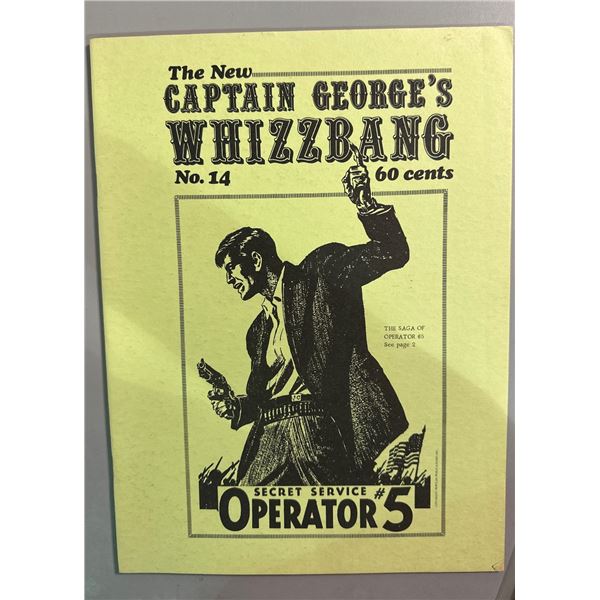 The New
CAPTAIN GEORGE'S
WHIZZBANG
No. 14 60 cents
THE SAGA OF
OPERATOR #5
See page 2
SECRET SERVICE
OPERATOR #5